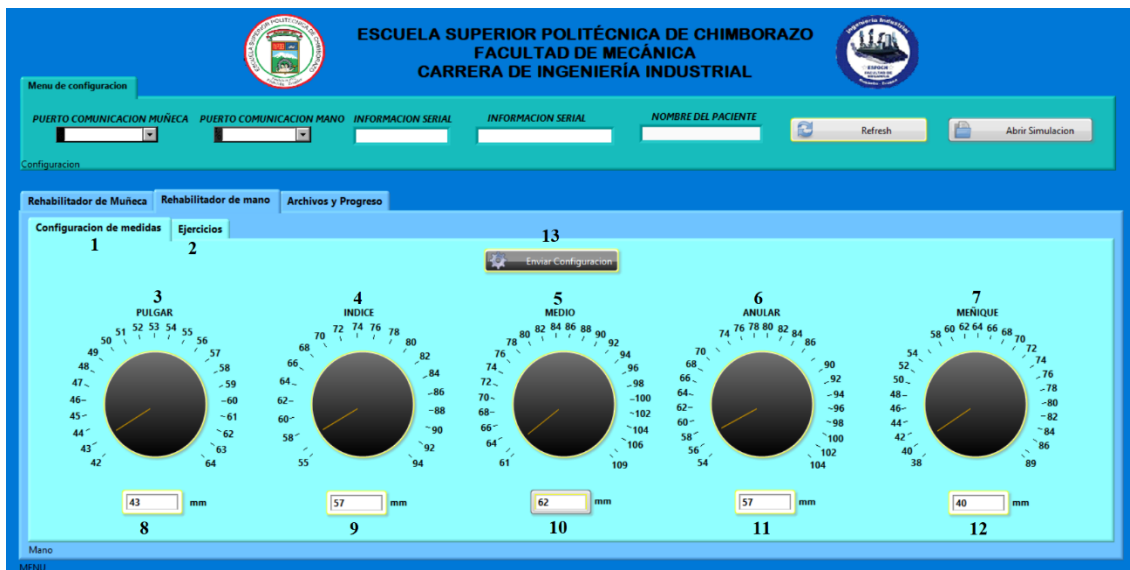 ESCUELA SUPERIOR POLITÉCNICA DE CHIMBORAZO
FACULTAD DE MECÁNICA
CARRERA DE INGENIERÍA INDUSTRIAL
Menu de configuracion
PUERTO COMUNICACION MUÑECA PUERTO COMUNICACION MANO INFORMACION SERIAL INFORMACION SERIAL NOMBRE DEL PACIENTE
Refresh Abrir Simulacion
Configuracion
Rehabilitador de Muñeca Rehabilitador de mano Archivos y Progreso
Configuracion de medidas Ejercicios
1 2 13
Enviar Configuracion
3 4 5 6 7
PULGAR INDICE MEDIO ANULAR MEÑIQUE
42 43 44 45 46 47 48 49 50 51 52 53 54 55 56 57 58 59 60 61 62 63 64
55 58 60 62 64 66 68 70 72 74 76 78 80 82 84 86 88 90 92 94
61 64 66 68 70 72 74 76 78 80 82 84 86 88 90 92 94 96 98 100 102 104 106 109
54 56 58 60 62 64 66 68 70 74 76 78 80 82 84 86 90 92 94 96 98 100 102 104
38 40 42 44 46 48 50 52 54 58 60 62 64 66 68 70 72 74 76 78 80 82 84 86 89
43 mm 57 mm 62 mm 57 mm 40 mm
8 9 10 11 12
Mano
MENU